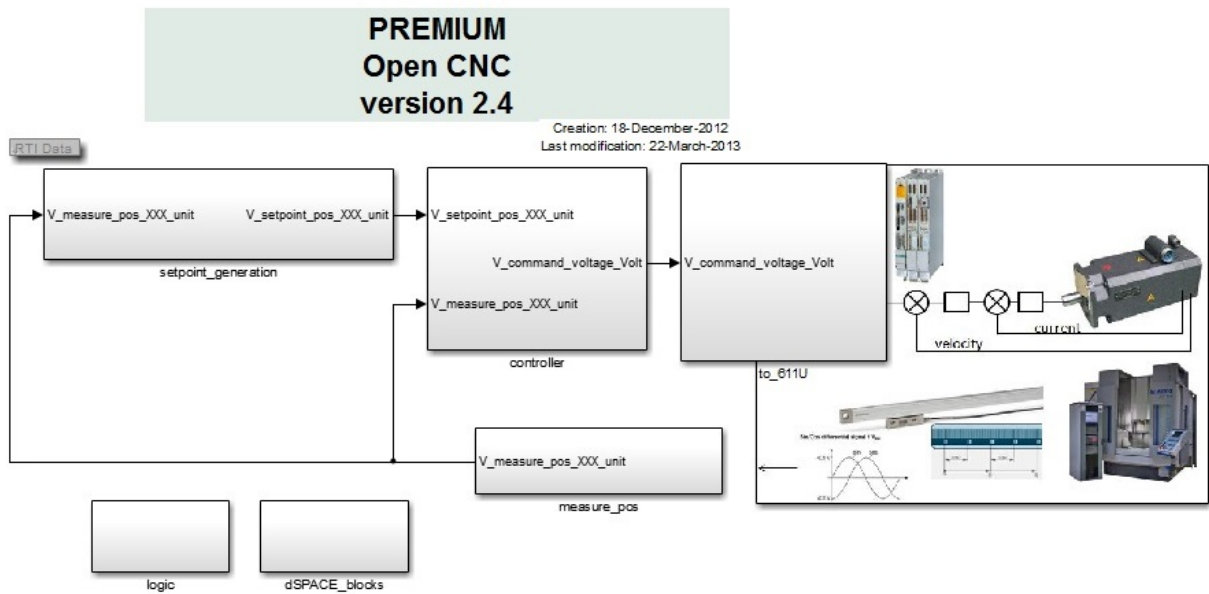 PREMIUM
Open CNC
version 2.4
Creation: 18-December-2012
Last modification: 22-March-2013
RTI Data
V_measure_pos_XXX_unit
V_setpoint_pos_XXX_unit
setpoint_generation
V_setpoint_pos_XXX_unit
V_command_voltage_Volt
V_measure_pos_XXX_unit
controller
V_command_voltage_Volt
to_611U
current
velocity
V_measure_pos_XXX_unit
measure_pos
logic
dSPACE_blocks